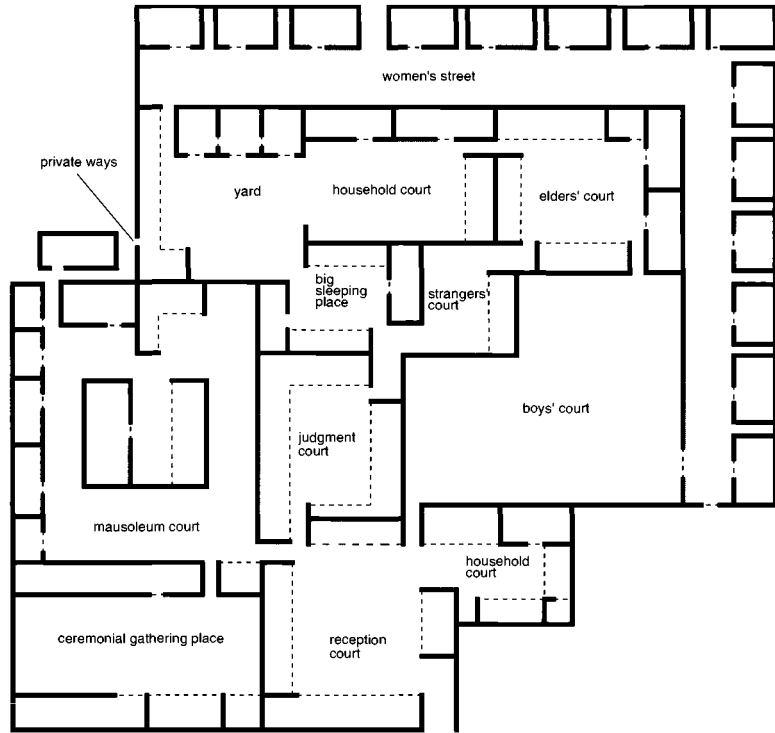 women's street
private ways
yard
household court
elders' court
big
sleeping
place
strangers'
court
boys' court
judgment
court
mausoleum court
household
court
ceremonial gathering place
reception
court